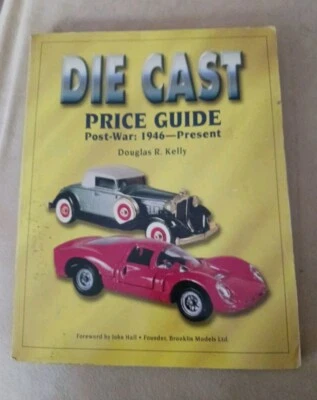 DIE CAST
PRICE GUIDE
Post-War: 1946—Present
Douglas R. Kelly
Foreword by John Hall • Founder, Brooklin Models Ltd.